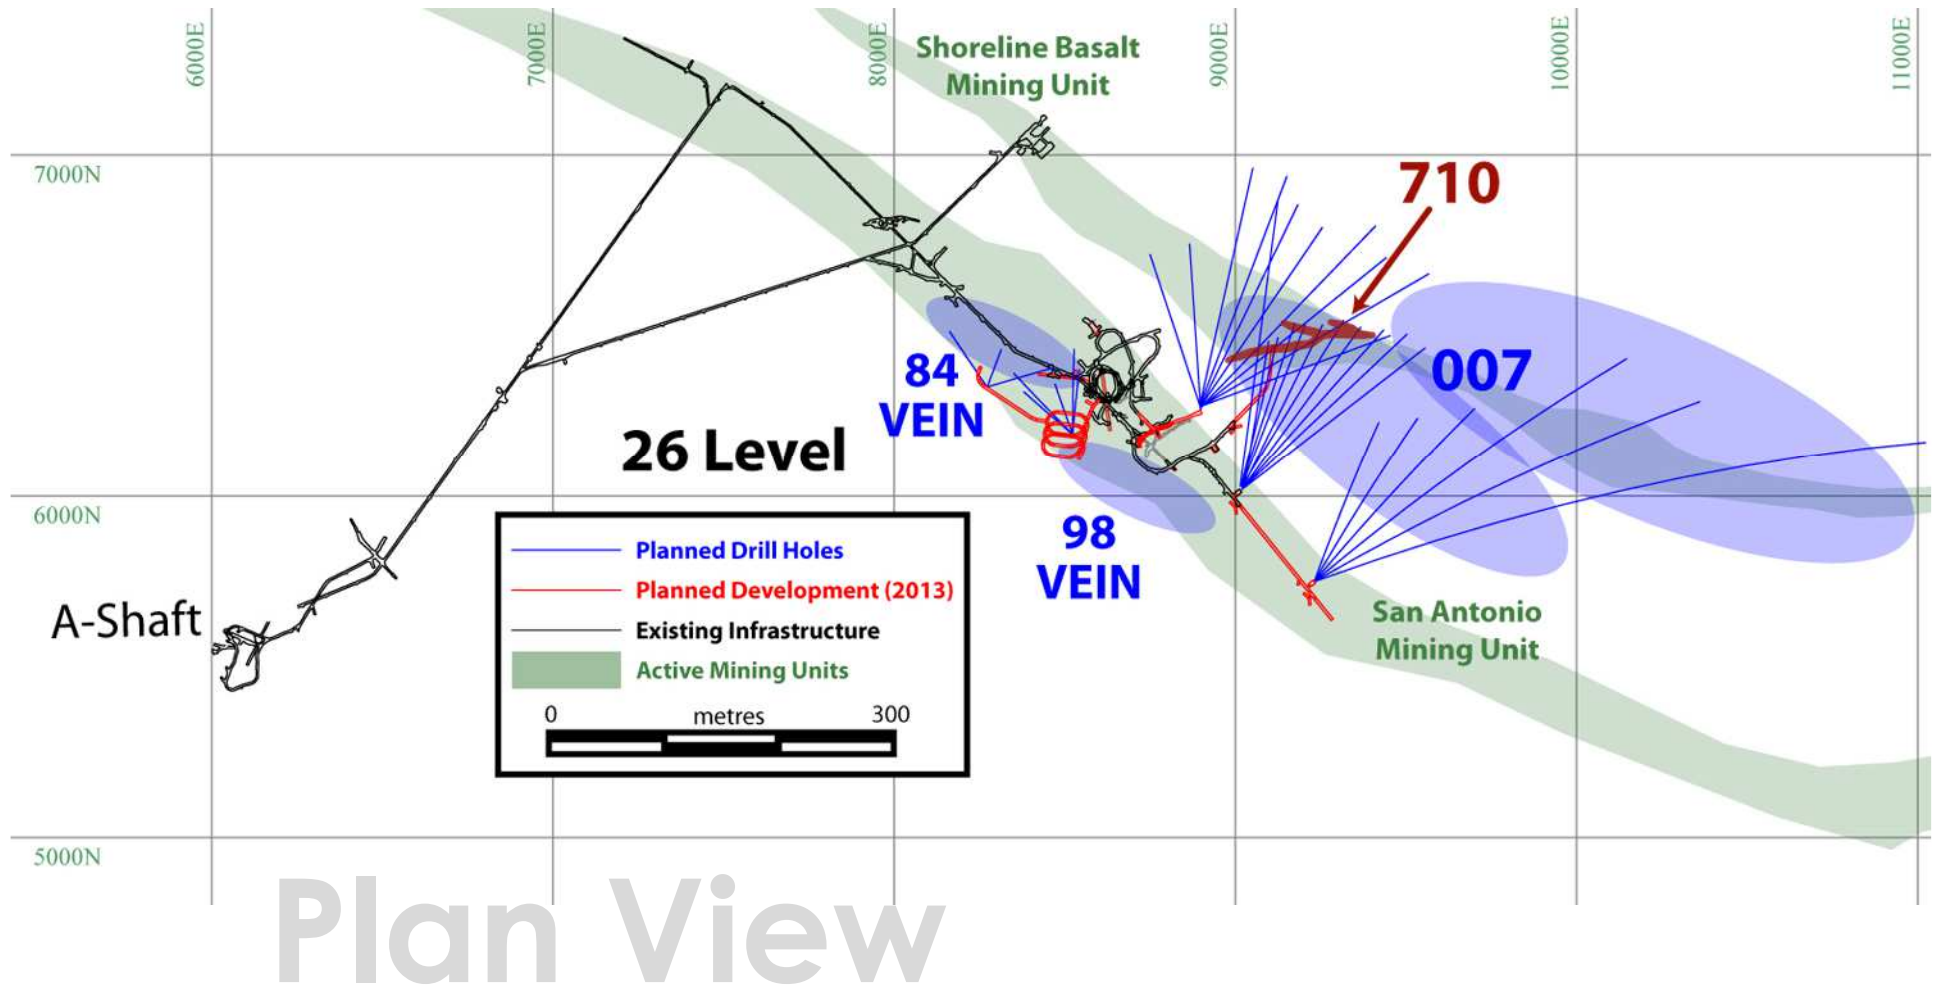 6000E
7000E
8000E
9000E
10000E
11000E
Shoreline Basalt
Mining Unit
7000N
710
007
84
VEIN
26 Level
6000N
98
VEIN
Planned Drill Holes
Planned Development (2013)
Existing Infrastructure
Active Mining Units
0 metres 300
A-Shaft
San Antonio
Mining Unit
5000N
Plan View